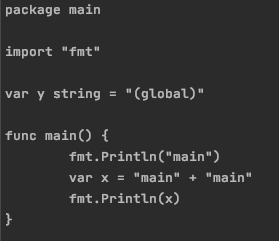 package main
import "fmt"
var y string = "(global)"
func main() {
fmt.Println("main")
var x = "main" + "main"
fmt.Println(x)
}